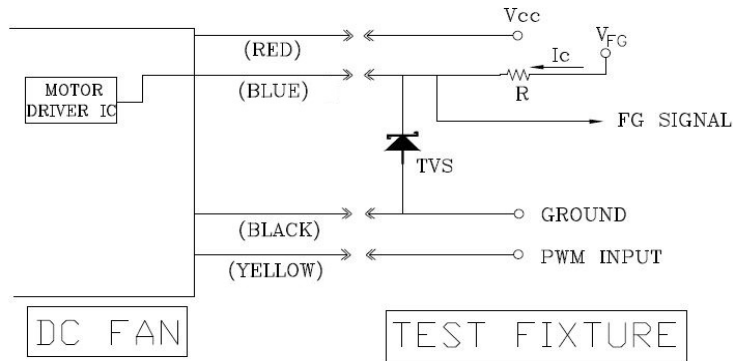 Vcc
(RED)
V_FG
Ic
MOTOR
DRIVER IC
(BLUE)
R
FG SIGNAL
TVS
(BLACK)
GROUND
(YELLOW)
PWM INPUT
DC FAN
TEST FIXTURE